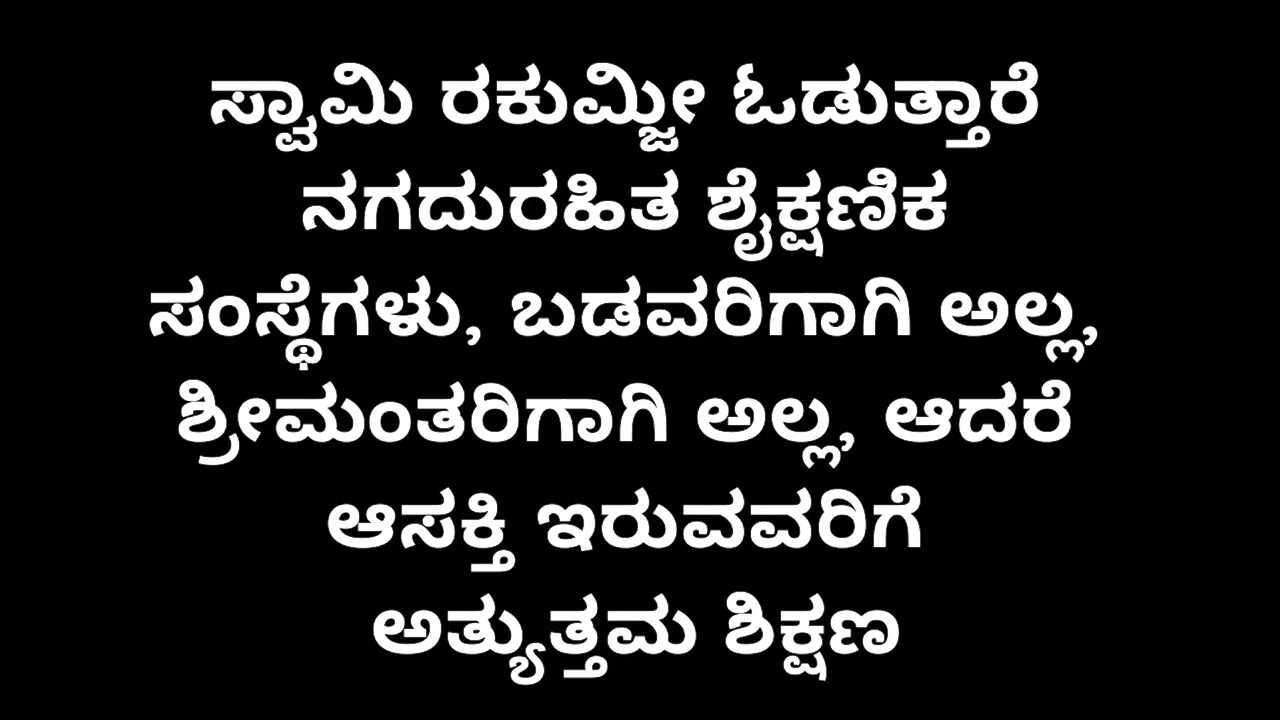 ಸ್ವಾಮಿ ರಕುಮ್ಜೀ ಓಡುತ್ತಾರೆ
ನಗದುರಹಿತ ಶೈಕ್ಷಣಿಕ
ಸಂಸ್ಥೆಗಳು, ಬಡವರಿಗಾಗಿ ಅಲ್ಲ,
ಶ್ರೀಮಂತರಿಗಾಗಿ ಅಲ್ಲ, ಆದರೆ
ಆಸಕ್ತಿ ಇರುವವರಿಗೆ
ಅತ್ಯುತ್ತಮ ಶಿಕ್ಷಣ